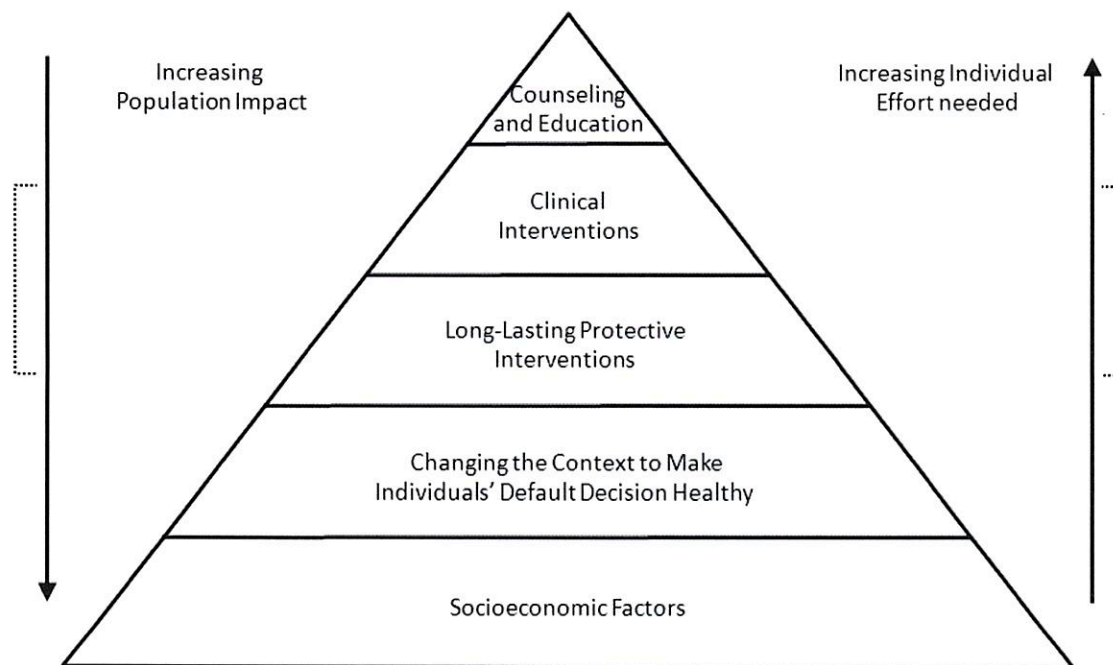 Increasing
Population Impact
Increasing Individual
Effort needed
Counseling
and Education
Clinical
Interventions
Long-Lasting Protective
Interventions
Changing the Context to Make
Individuals’ Default Decision Healthy
Socioeconomic Factors